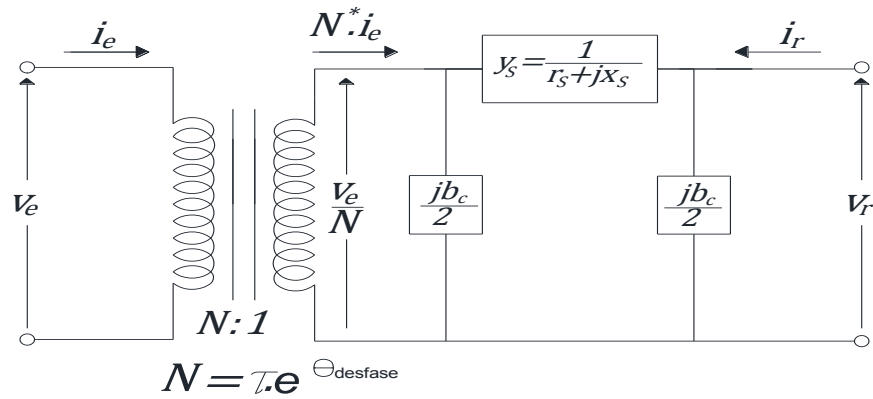 i_e
N^*.i_e
y_s = 1/(r_s+jx_s)
i_r
v_e
v_e/N
jb_c/2
jb_c/2
v_r
N:1
N = τ.e^Θdesfase